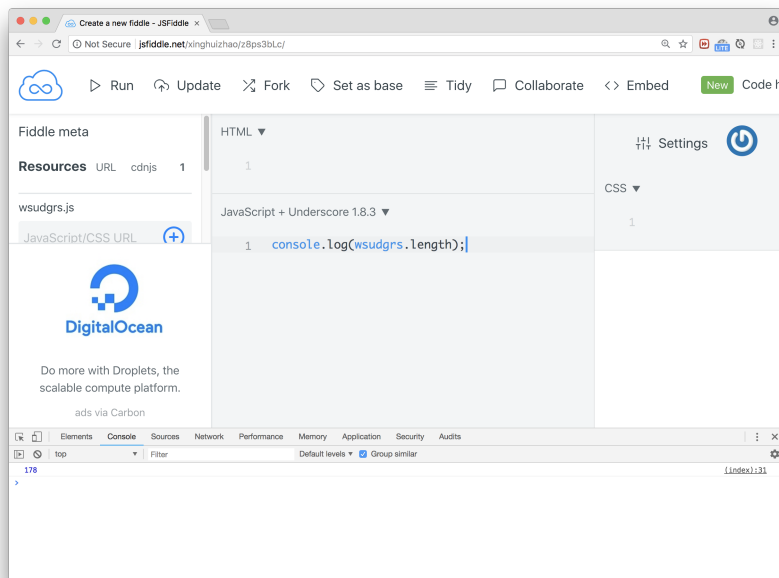 Create a new fiddle - JSFiddle
Not Secure jsfiddle.net/xinghuizhao/z8ps3bLc/
LITE
Run Update Fork Set as base Tidy Collaborate Embed New Code h
Fiddle meta
Resources URL cdnjs 1
wsudgrs.js
JavaScript/CSS URL
DigitalOcean
Do more with Droplets, the
scalable compute platform.
ads via Carbon
HTML ▼
1
JavaScript + Underscore 1.8.3 ▼
1 console.log(wsudgrs.length);
Settings
CSS ▼
1
Elements Console Sources Network Performance Memory Application Security Audits
top ▼ Filter Default levels ▼ Group similar
178 (index):31
>